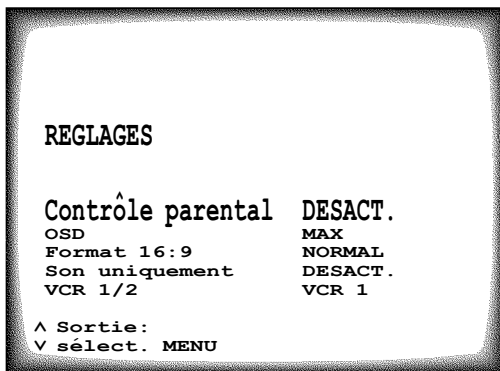 REGLAGES
Contrôle parental DESACT.
OSD MAX
Format 16:9 NORMAL
Son uniquement DESACT.
VCR 1/2 VCR 1
∧ Sortie:
∨ sélect. MENU